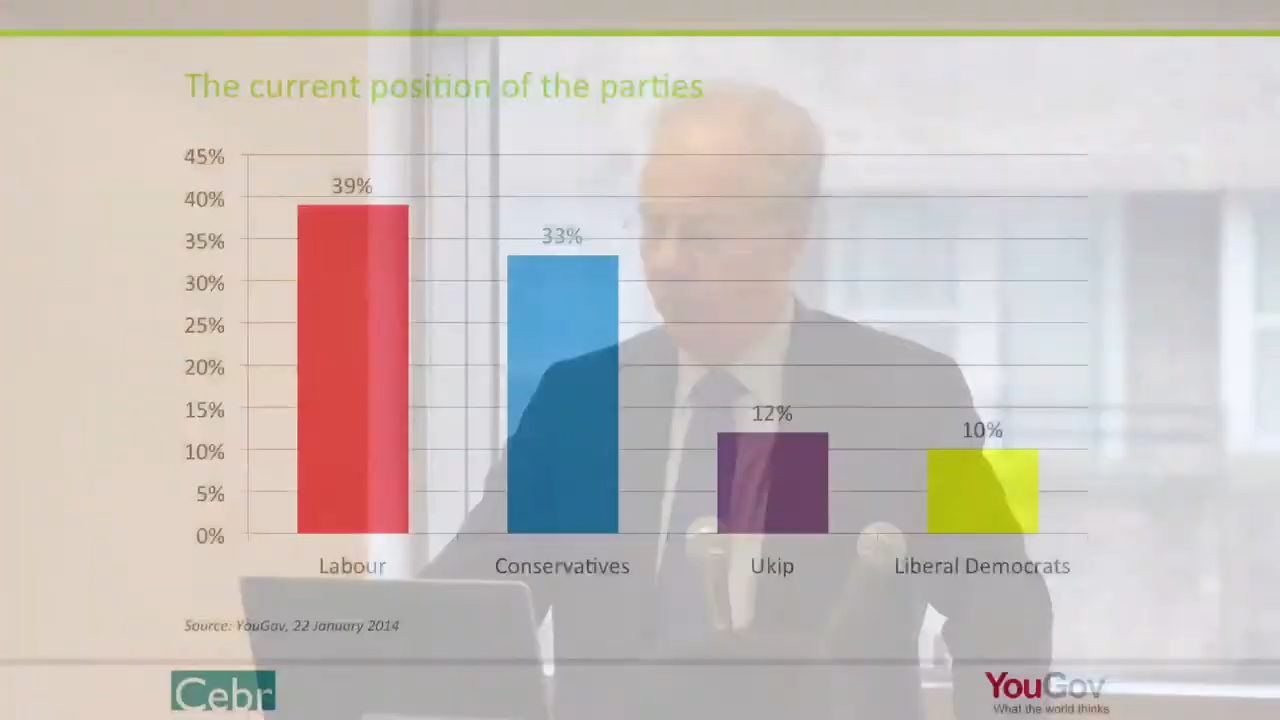 The current position of the parties
45%
40%
35%
30%
25%
20%
15%
10%
5%
0%
39%
33%
12%
10%
Labour
Conservatives
Ukip
Liberal Democrats
Source: YouGov, 22 January 2014
Cebr
YouGov
What the world thinks